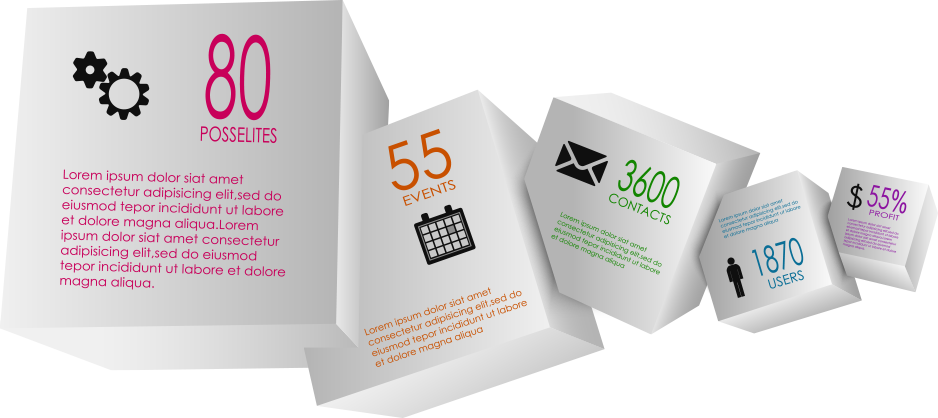 80
POSSELITES
Lorem ipsum dolor siat amet
consectetur adipisicing elit,sed do
eiusmod tepor incididunt ut labore
et dolore magna aliqua.Lorem
ipsum dolor siat amet consectetur
adipisicing elit,sed do eiusmod
tepor incididunt ut labore et dolore
magna aliqua.
55
EVENTS
Lorem ipsum dolor siat amet
consectetur adipisicing elit,sed do
eiusmod tepor incididunt ut labore
et dolore magna aliqua
3600
CONTACTS
Lorem ipsum dolor siat amet
consectetur adipisicing elit,sed do
eiusmod tepor incididunt ut labore
et dolore magna aliqua
Lorem ipsum dolor siat amet
consectetur adipisicing elit,sed do
eiusmod tepor incididunt ut labore
et dolore magna aliqua
1870
USERS
$ 55%
PROFIT